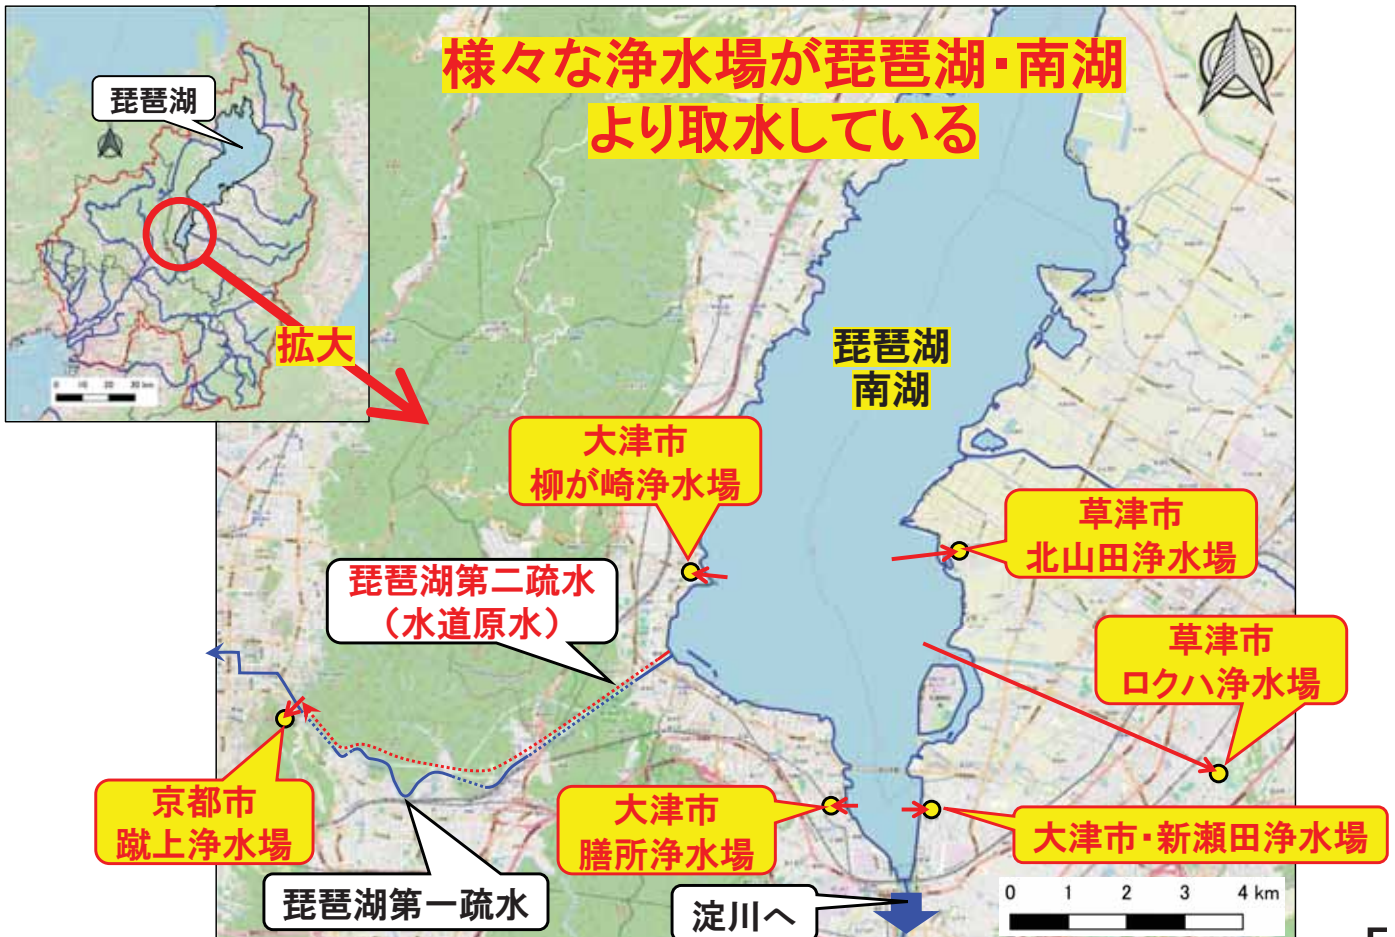 様々な浄水場が琵琶湖・南湖
より取水している
琵琶湖
拡大
0 10 20 30 km
琵琶湖
南湖
大津市
柳が崎浄水場
草津市
北山田浄水場
琵琶湖第二疏水
（水道原水）
草津市
ロクハ浄水場
京都市
蹴上浄水場
大津市
膳所浄水場
大津市・新瀬田浄水場
琵琶湖第一疏水
淀川へ
0 1 2 3 4 km